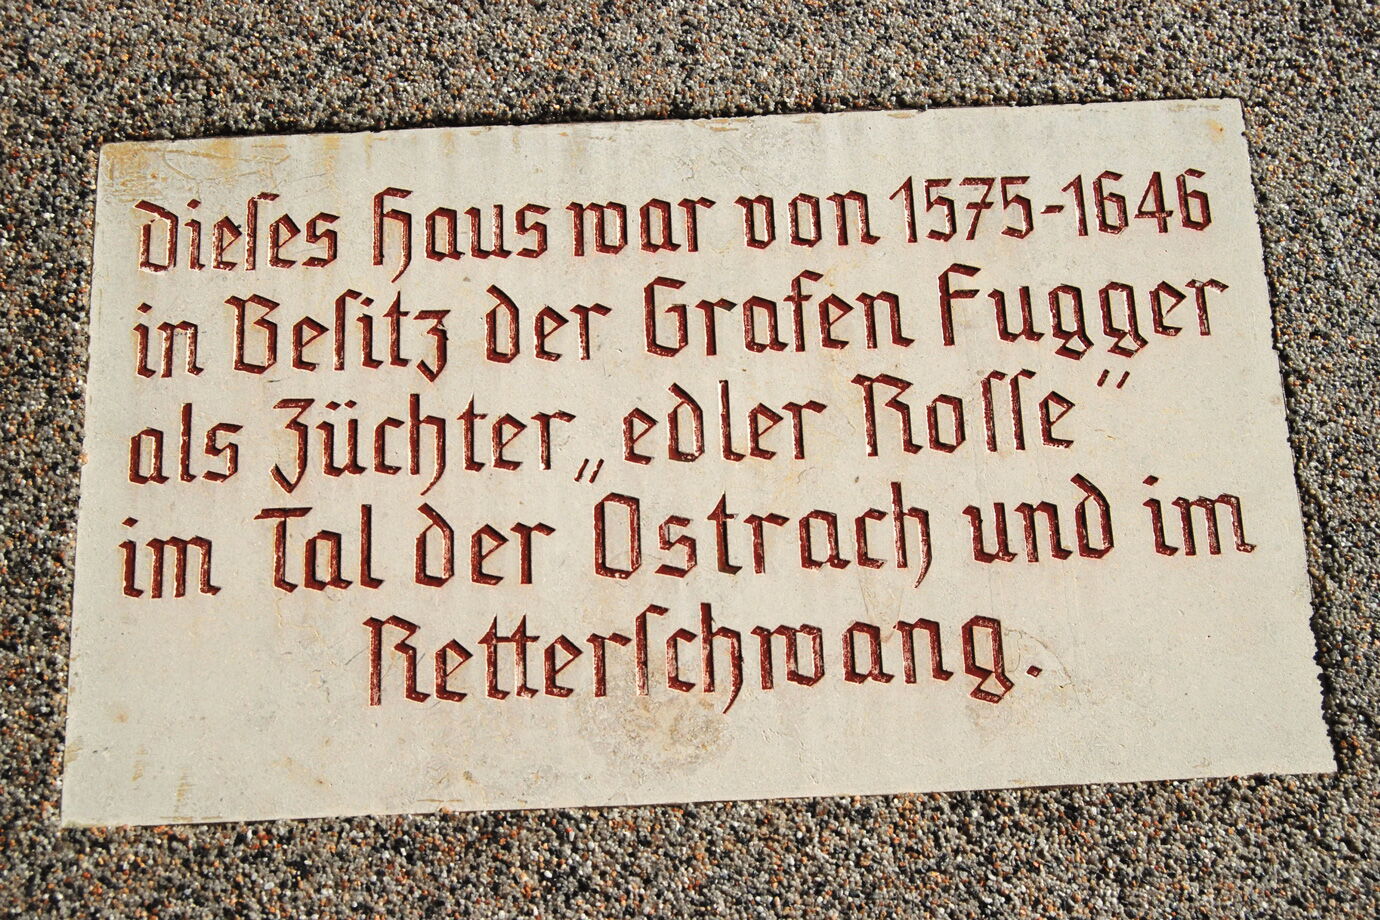 dieses Haus war von 1575-1646
in Besitz der Grafen Fugger
als Züchter „edler Rosse"
im Tal der Ostrach und im
Retterschwang.